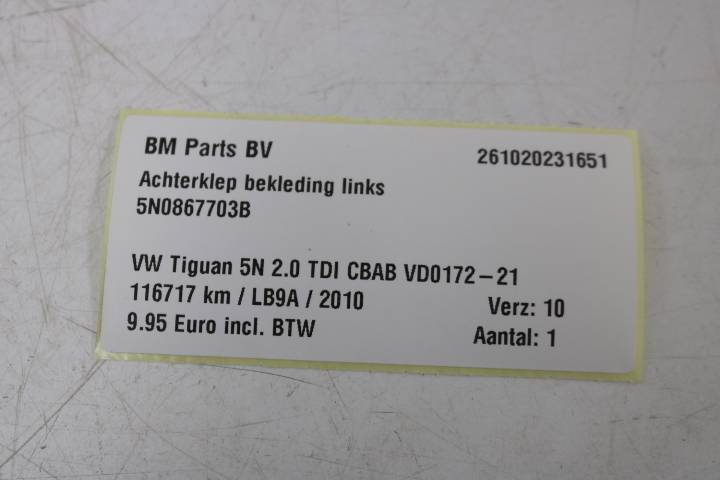 BM Parts BV 261020231651
Achterklep bekleding links
5N0867703B
VW Tiguan 5N 2.0 TDI CBAB VD0172-21
116717 km / LB9A / 2010 Verz: 10
9.95 Euro incl. BTW Aantal: 1